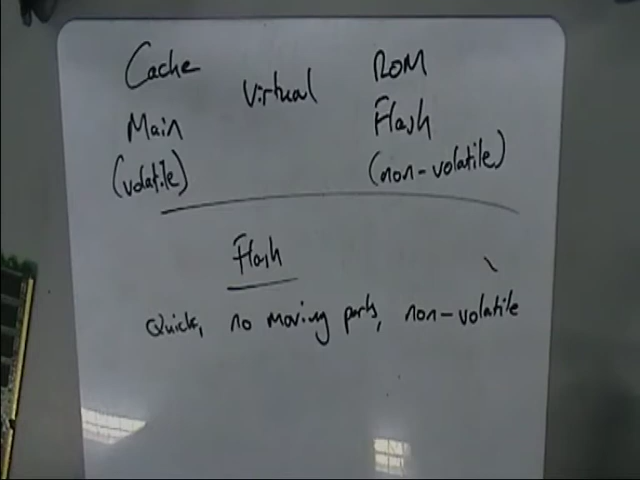 Cache Virtual ROM
Main Flash
(volatile) (non-volatile)
Flash
Quick, no moving parts, non-volatile